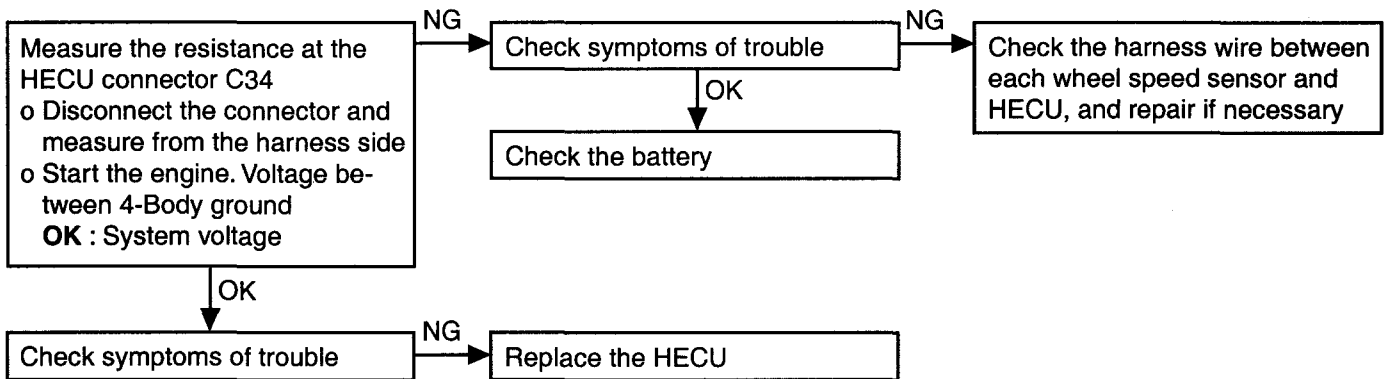 Measure the resistance at the
HECU connector C34
o Disconnect the connector and
measure from the harness side
o Start the engine. Voltage be-
tween 4-Body ground
OK : System voltage
NG
Check symptoms of trouble
NG
Check the harness wire between
each wheel speed sensor and
HECU, and repair if necessary
OK
Check the battery
OK
Check symptoms of trouble
NG
Replace the HECU